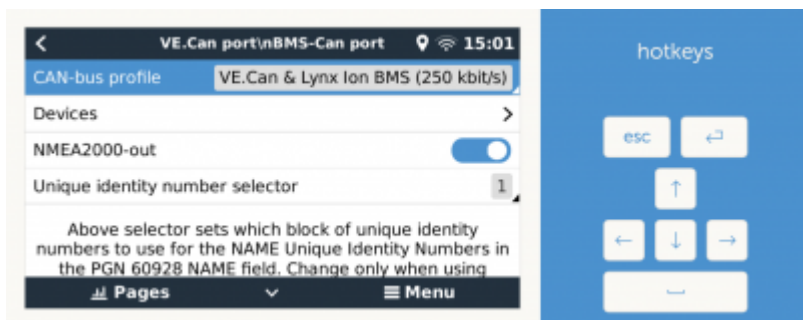 VE.Can port\nBMS-Can port 15:01
CAN-bus profile VE.Can & Lynx Ion BMS (250 kbit/s)
Devices
NMEA2000-out
Unique identity number selector 1
Above selector sets which block of unique identity
numbers to use for the NAME Unique Identity Numbers in
the PGN 60928 NAME field. Change only when using
Pages Menu
hotkeys
esc